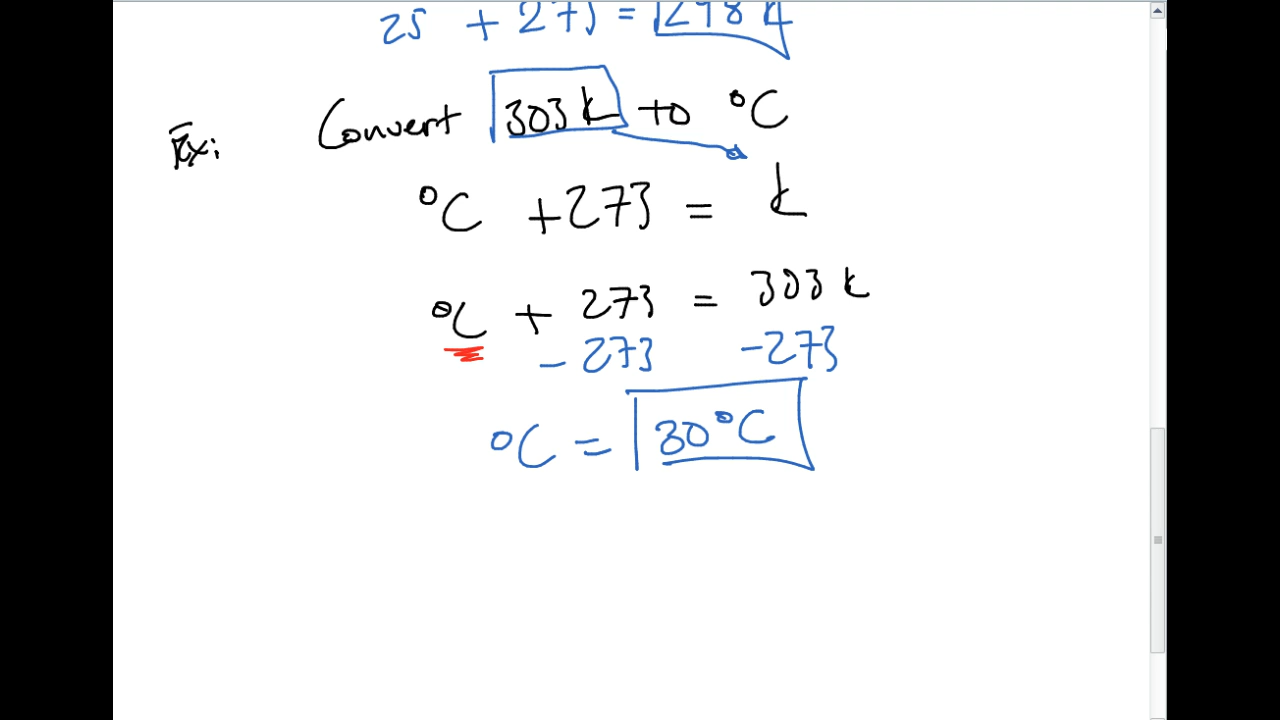 25 + 273 = 298 k
Ex: Convert 303 k to °C
°C + 273 = k
°C + 273 = 303 k
- 273 -273
°C = 30°C